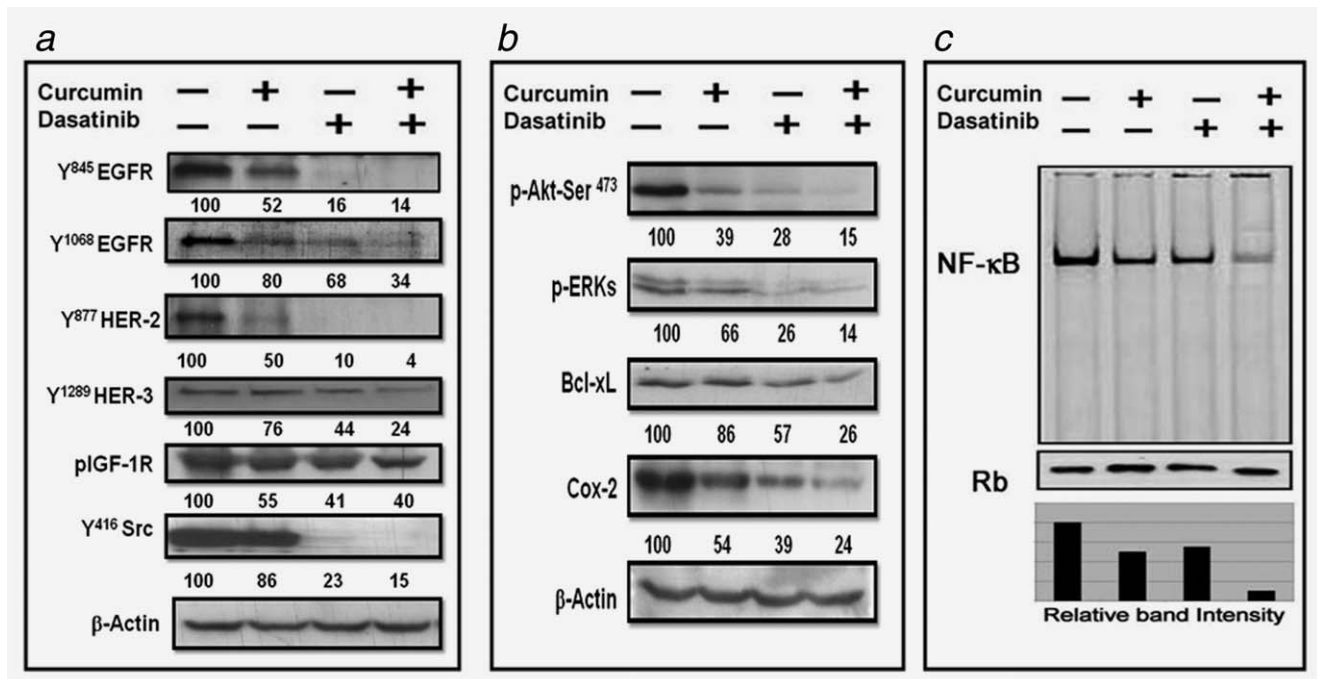 a
Curcumin — + — +
Dasatinib — — + +
Y845 EGFR
100 52 16 14
Y1068 EGFR
100 80 68 34
Y877 HER-2
100 50 10 4
Y1289 HER-3
100 76 44 24
pIGF-1R
100 55 41 40
Y416 Src
100 86 23 15
β-Actin
b
Curcumin — + — +
Dasatinib — — + +
p-Akt-Ser 473
100 39 28 15
p-ERKs
100 66 26 14
Bcl-xL
100 86 57 26
Cox-2
100 54 39 24
β-Actin
c
Curcumin — + — +
Dasatinib — — + +
NF-κB
Rb
Relative band Intensity